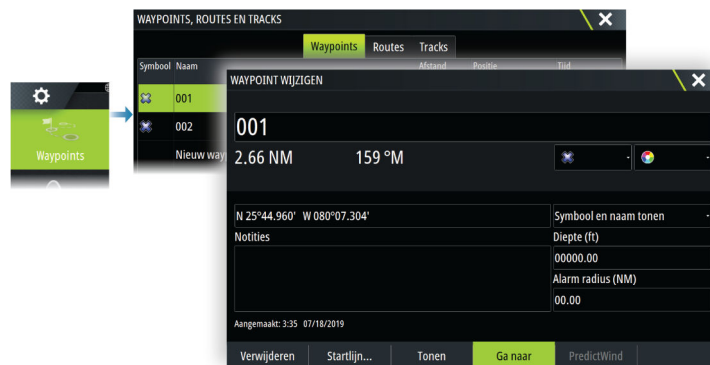 WAYPOINTS, ROUTES EN TRACKS
Waypoints Routes Tracks
Symbool Naam Afstand Positie Tijd
001
002
Nieuw way
Waypoints
WAYPOINT WIJZIGEN
001
2.66 NM 159 °M
N 25°44.960' W 080°07.304'
Symbool en naam tonen
Notities
Diepte (ft)
00000.00
Alarm radius (NM)
00.00
Aangemaakt: 3:35 07/18/2019
Verwijderen Startlijn... Tonen Ga naar PredictWind